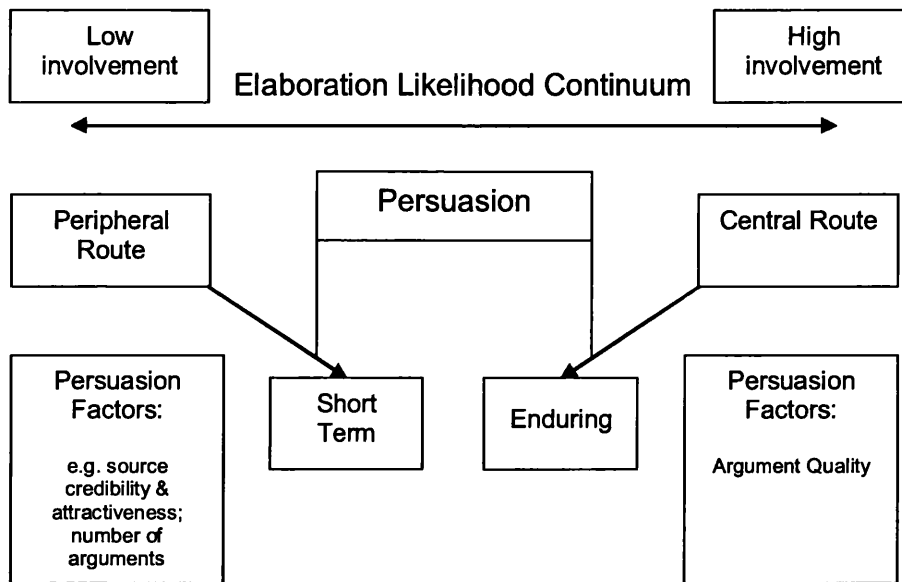 Low
involvement
High
involvement
Elaboration Likelihood Continuum
Persuasion
Peripheral
Route
Central Route
Persuasion
Factors:
e.g. source
credibility &
attractiveness;
number of
arguments
Short
Term
Enduring
Persuasion
Factors:
Argument Quality